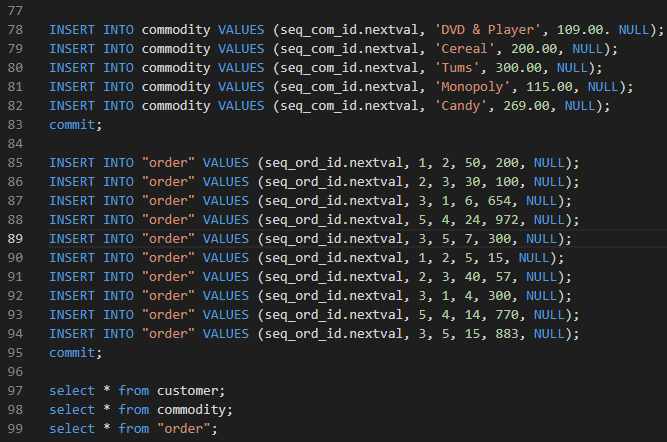 77
78 INSERT INTO commodity VALUES (seq_com_id.nextval, 'DVD & Player', 109.00. NULL);
79 INSERT INTO commodity VALUES (seq_com_id.nextval, 'Cereal', 200.00, NULL);
80 INSERT INTO commodity VALUES (seq_com_id.nextval, 'Tums', 300.00, NULL);
81 INSERT INTO commodity VALUES (seq_com_id.nextval, 'Monopoly', 115.00, NULL);
82 INSERT INTO commodity VALUES (seq_com_id.nextval, 'Candy', 269.00, NULL);
83 commit;
84
85 INSERT INTO "order" VALUES (seq_ord_id.nextval, 1, 2, 50, 200, NULL);
86 INSERT INTO "order" VALUES (seq_ord_id.nextval, 2, 3, 30, 100, NULL);
87 INSERT INTO "order" VALUES (seq_ord_id.nextval, 3, 1, 6, 654, NULL);
88 INSERT INTO "order" VALUES (seq_ord_id.nextval, 5, 4, 24, 972, NULL);
89 INSERT INTO "order" VALUES (seq_ord_id.nextval, 3, 5, 7, 300, NULL);
90 INSERT INTO "order" VALUES (seq_ord_id.nextval, 1, 2, 5, 15, NULL);
91 INSERT INTO "order" VALUES (seq_ord_id.nextval, 2, 3, 40, 57, NULL);
92 INSERT INTO "order" VALUES (seq_ord_id.nextval, 3, 1, 4, 300, NULL);
93 INSERT INTO "order" VALUES (seq_ord_id.nextval, 5, 4, 14, 770, NULL);
94 INSERT INTO "order" VALUES (seq_ord_id.nextval, 3, 5, 15, 883, NULL);
95 commit;
96
97 select * from customer;
98 select * from commodity;
99 select * from "order";